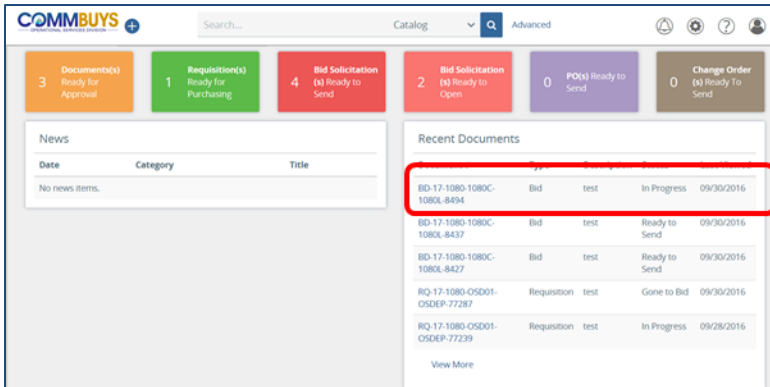 COMMBUYS
OPERATIONAL SERVICES DIVISION
Search...
Catalog
Advanced
3 Documents(s) Ready for Approval
1 Requisition(s) Ready for Purchasing
4 Bid Solicitation (s) Ready to Send
2 Bid Solicitation (s) Ready to Open
0 PO(s) Ready to Send
0 Change Order (s) Ready To Send
News
Date Category Title
No news items.
Recent Documents
BD-17-1080-1080C- Bid test In Progress 09/30/2016
1080L-8494
BD-17-1080-1080C- Bid test Ready to 09/30/2016
1080L-8437 Send
BD-17-1080-1080C- Bid test Ready to 09/30/2016
1080L-8427 Send
RQ-17-1080-OSD01- Requisition test Gone to Bid 09/30/2016
OSDEP-77287
RQ-17-1080-OSD01- Requisition test In Progress 09/28/2016
OSDEP-77239
View More